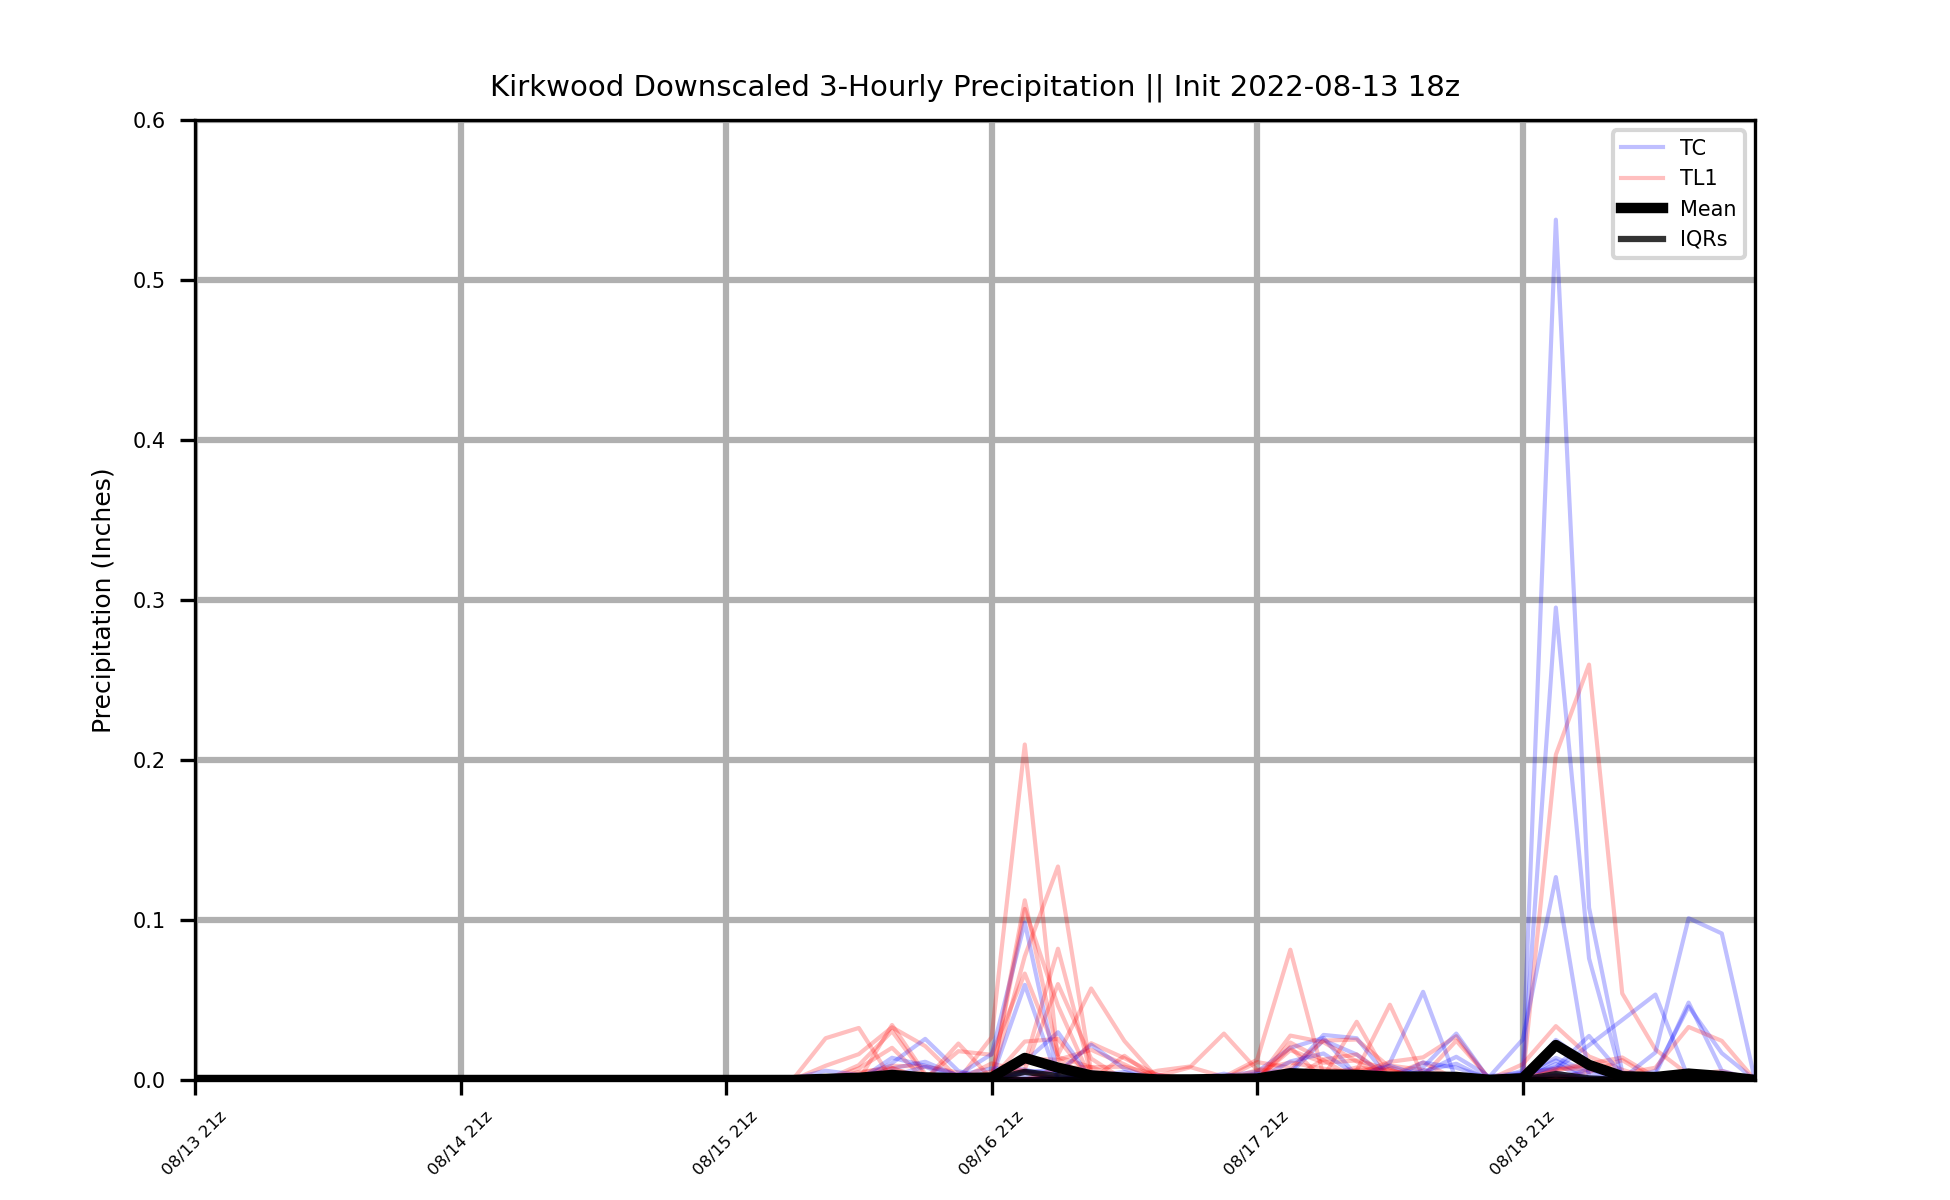 Kirkwood Downscaled 3-Hourly Precipitation || Init 2022-08-13 18z
TC
TL1
Mean
IQRs
Precipitation (Inches)
0.6
0.5
0.4
0.3
0.2
0.1
0.0
08/13 21z
08/14 21z
08/15 21z
08/16 21z
08/17 21z
08/18 21z